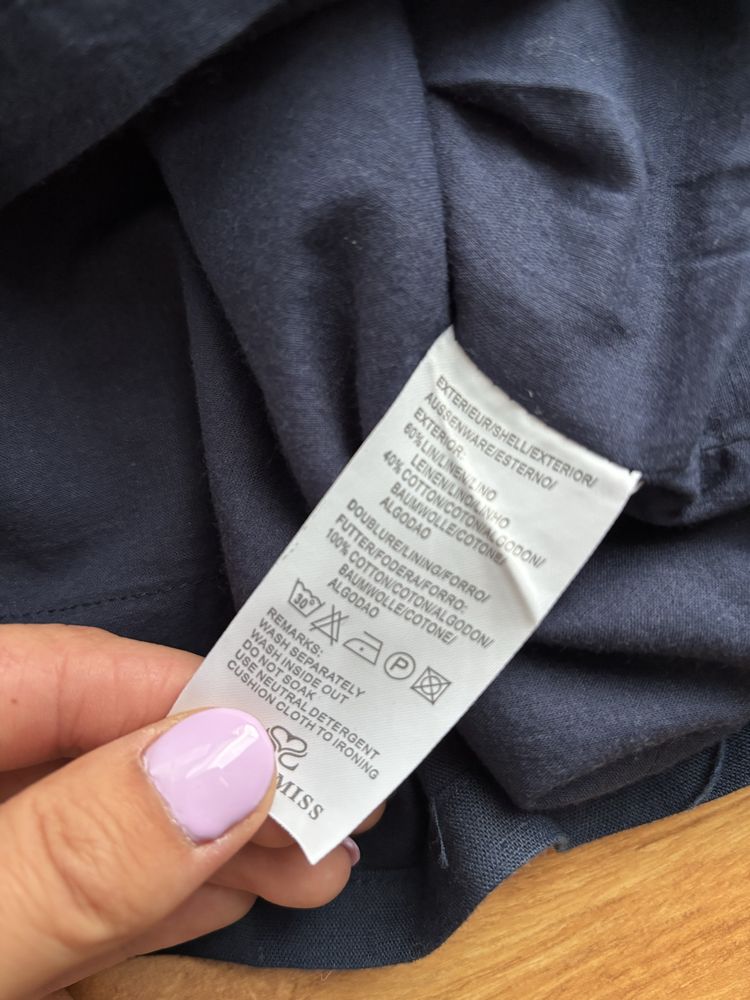 EXTERIEUR/SHELL/EXTERIOR/
AUSSENWARE/ESTERNO/
EXTERIOR:
60% LIN/LINEN/LINO
LEINEN/LINO/LINHO
40% COTTON/COTON/ALGODON/
BAUMWOLLE/COTONE/
ALGODAO
DOUBLURE/LINING/FORRO/
FUTTER/FODERA/FORRO:
100% COTTON/COTON/ALGODON/
BAUMWOLLE/COTONE/
ALGODAO
30° P
REMARKS:
WASH SEPARATELY
WASH INSIDE OUT
DO NOT SOAK
USE NEUTRAL DETERGENT
CUSHION CLOTH TO IRONING
MISS